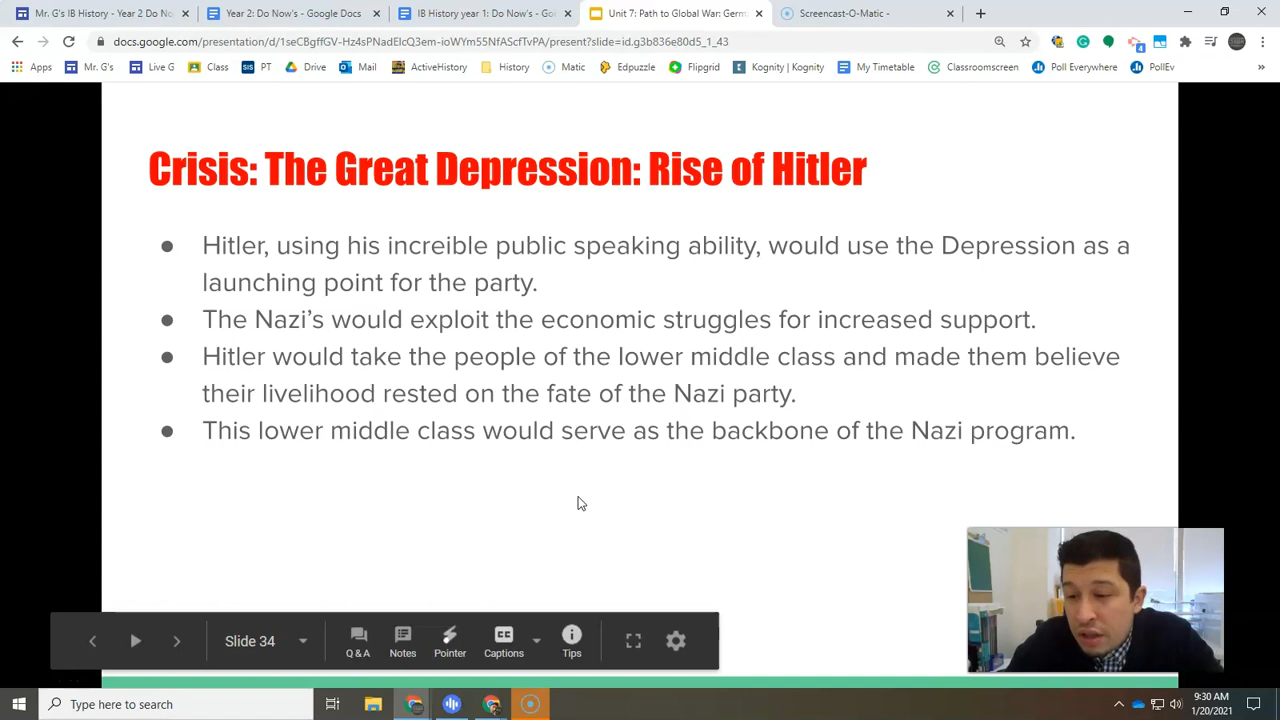 Mr. G's IB History - Year 2 Do No
Year 2: Do Now's - Google Docs
IB History year 1: Do Now's - Go
Unit 7: Path to Global War: Germ
Screencast-O-Matic -
docs.google.com/presentation/d/1seCBgffGV-Hz4sPNadElcQ3em-ioWYm55NfAScfTvPA/present?slide=id.g3b836e80d5_1_43
Apps
Mr. G's
Live G
Class
SIS
PT
Drive
Mail
ActiveHistory
History
Matic
Edpuzzle
Flipgrid
Kognity | Kognity
My Timetable
Classroomscreen
Poll Everywhere
PollEv
Crisis: The Great Depression: Rise of Hitler
● Hitler, using his increible public speaking ability, would use the Depression as a
launching point for the party.
● The Nazi’s would exploit the economic struggles for increased support.
● Hitler would take the people of the lower middle class and made them believe
their livelihood rested on the fate of the Nazi party.
● This lower middle class would serve as the backbone of the Nazi program.
Slide 34
Q & A
Notes
Pointer
CC
Captions
Tips
Type here to search
9:30 AM
1/20/2021